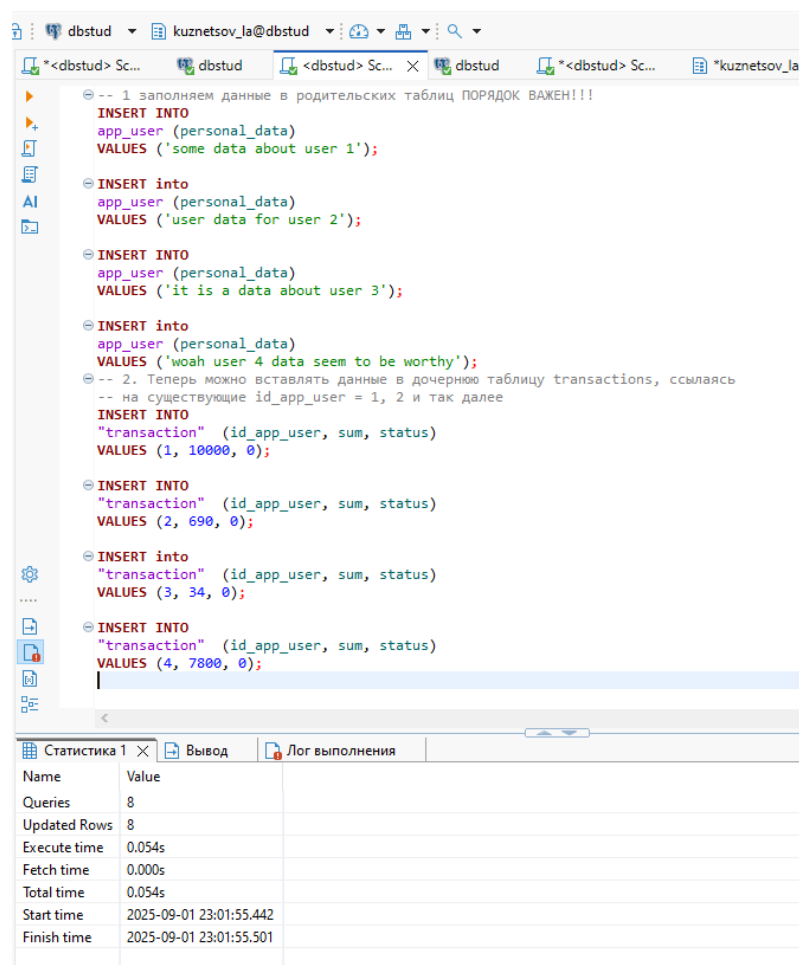 dbstud kuznetsov_la@dbstud
*<dbstud> Sc... dbstud <dbstud> Sc... dbstud *<dbstud> Sc... *kuznetsov_la
-- 1 заполняем данные в родительских таблиц ПОРЯДОК ВАЖЕН!!!
INSERT INTO
app_user (personal_data)
VALUES ('some data about user 1');
INSERT into
app_user (personal_data)
VALUES ('user data for user 2');
INSERT INTO
app_user (personal_data)
VALUES ('it is a data about user 3');
INSERT into
app_user (personal_data)
VALUES ('woah user 4 data seem to be worthy');
-- 2. Теперь можно вставлять данные в дочернюю таблицу transactions, ссылаясь
-- на существующие id_app_user = 1, 2 и так далее
INSERT INTO
"transaction" (id_app_user, sum, status)
VALUES (1, 10000, 0);
INSERT INTO
"transaction" (id_app_user, sum, status)
VALUES (2, 690, 0);
INSERT into
"transaction" (id_app_user, sum, status)
VALUES (3, 34, 0);
INSERT INTO
"transaction" (id_app_user, sum, status)
VALUES (4, 7800, 0);
AI
Статистика 1 Вывод Лог выполнения
Name Value
Queries 8
Updated Rows 8
Execute time 0.054s
Fetch time 0.000s
Total time 0.054s
Start time 2025-09-01 23:01:55.442
Finish time 2025-09-01 23:01:55.501